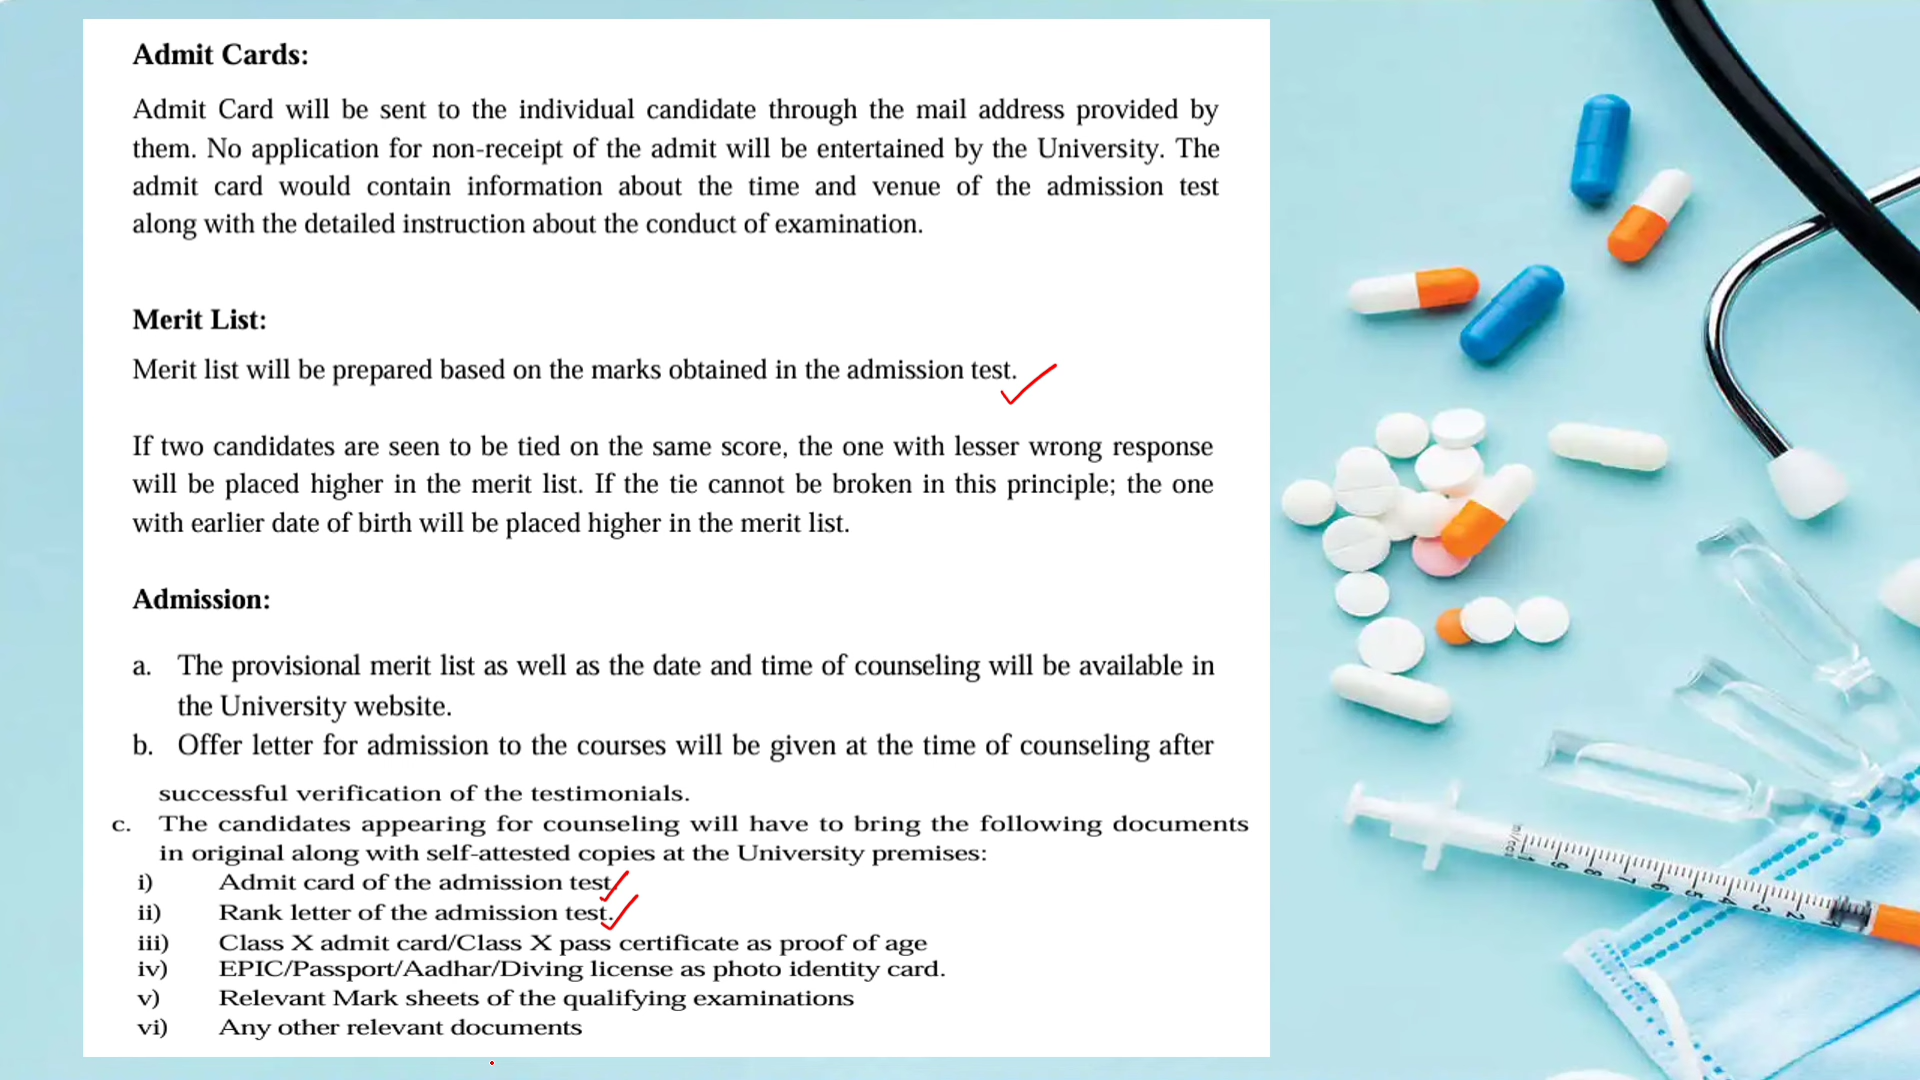 Admit Cards:
Admit Card will be sent to the individual candidate through the mail address provided by
them. No application for non-receipt of the admit will be entertained by the University. The
admit card would contain information about the time and venue of the admission test
along with the detailed instruction about the conduct of examination.
Merit List:
Merit list will be prepared based on the marks obtained in the admission test.
If two candidates are seen to be tied on the same score, the one with lesser wrong response
will be placed higher in the merit list. If the tie cannot be broken in this principle; the one
with earlier date of birth will be placed higher in the merit list.
Admission:
a. The provisional merit list as well as the date and time of counseling will be available in
the University website.
b. Offer letter for admission to the courses will be given at the time of counseling after
successful verification of the testimonials.
c. The candidates appearing for counseling will have to bring the following documents
in original along with self-attested copies at the University premises:
i) Admit card of the admission test
ii) Rank letter of the admission test.
iii) Class X admit card/Class X pass certificate as proof of age
iv) EPIC/Passport/Aadhar/Diving license as photo identity card.
v) Relevant Mark sheets of the qualifying examinations
vi) Any other relevant documents